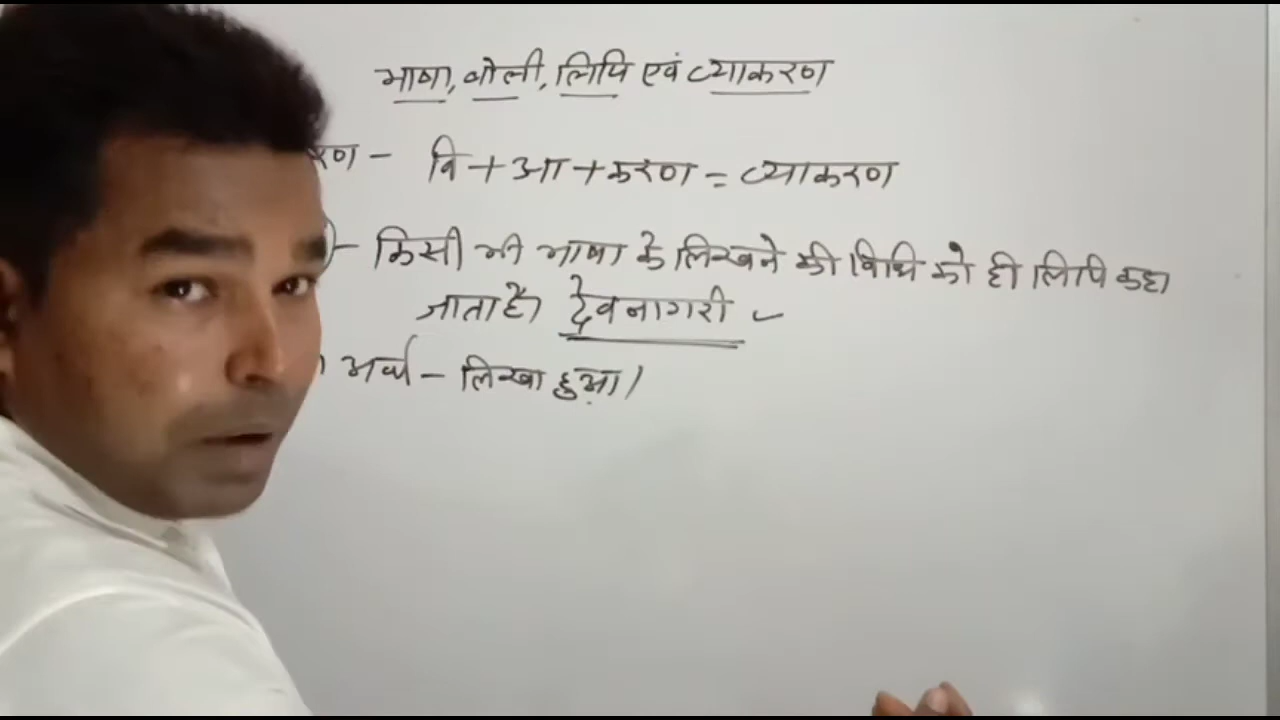 भाषा, बोली, लिपि एवं व्याकरण
रण - वि + आ + करण = व्याकरण
- किसी भी भाषा के लिखने की विधि को ही लिपि कहा
जाता है। देवनागरी
अर्थ - लिखा हुआ।